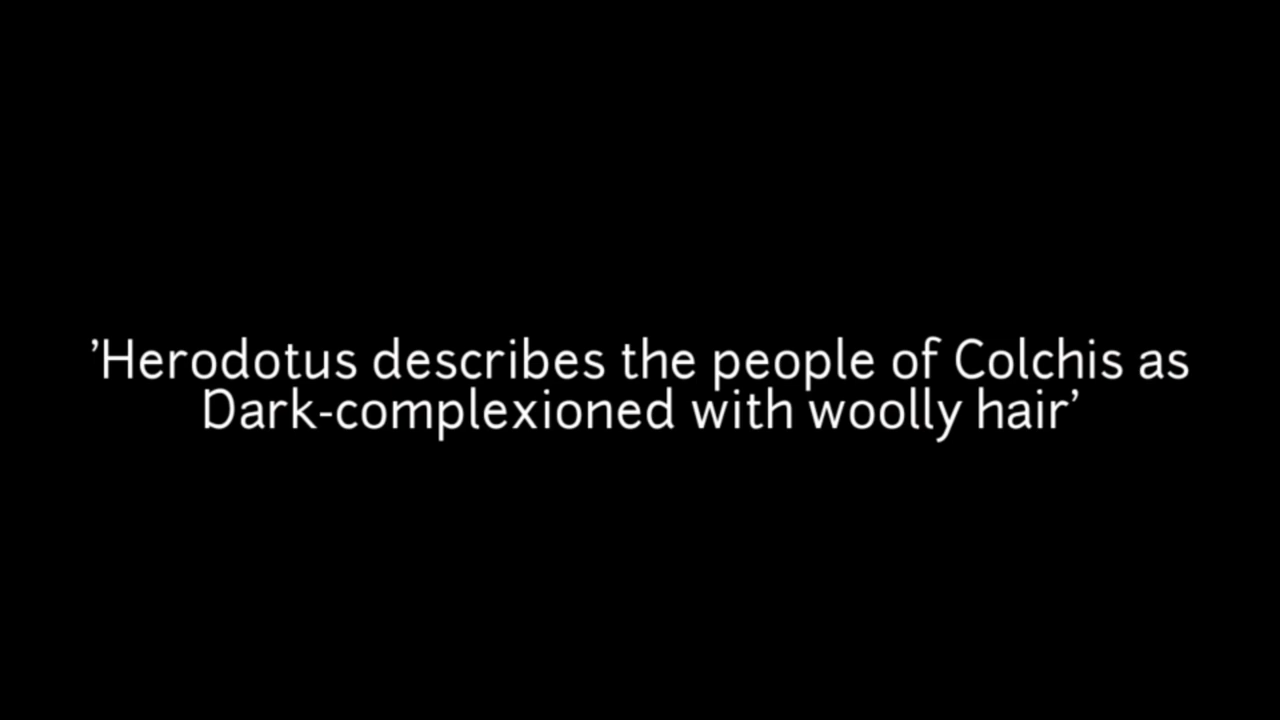 ’Herodotus describes the people of Colchis as
Dark-complexioned with woolly hair’